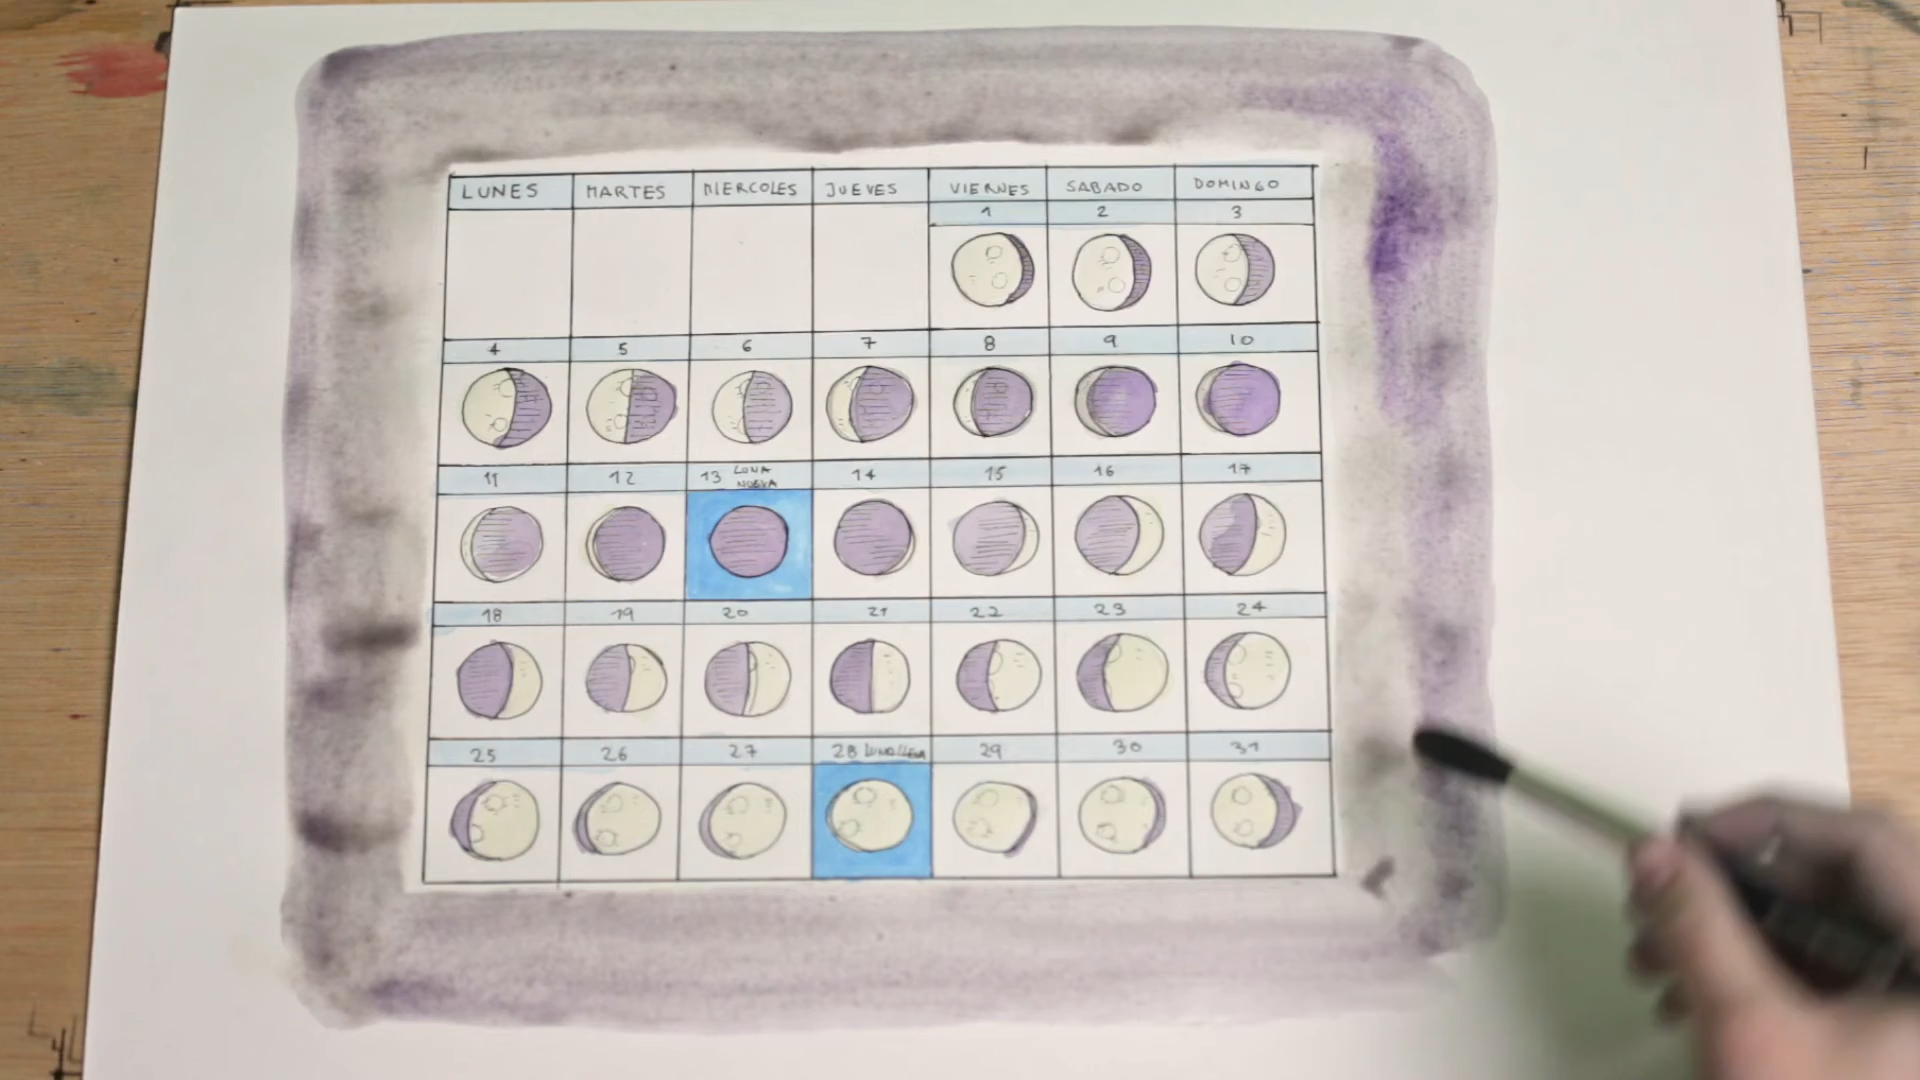 LUNES MARTES MIERCOLES JUEVES VIERNES SABADO DOMINGO
1 2 3
4 5 6 7 8 9 10
11 12 13 LUNA NUEVA 14 15 16 17
18 19 20 21 22 23 24
25 26 27 28 LUNA LLENA 29 30 31